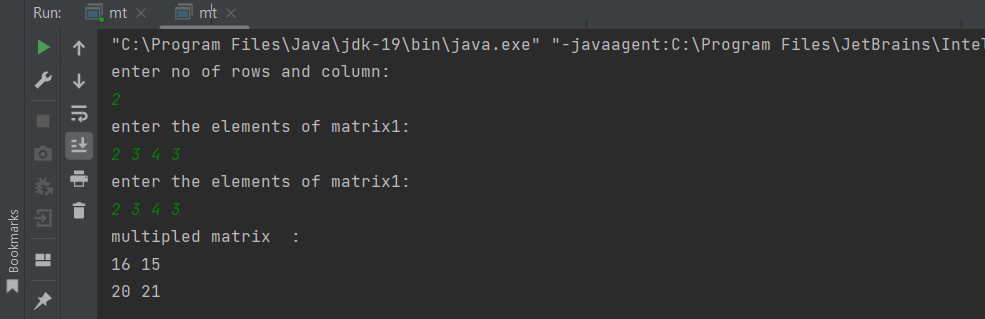 Run: mt mt
"C:\Program Files\Java\jdk-19\bin\java.exe" "-javaagent:C:\Program Files\JetBrains\Intel
enter no of rows and column:
2
enter the elements of matrix1:
2 3 4 3
enter the elements of matrix1:
2 3 4 3
multipled matrix  :
16 15
20 21
Bookmarks